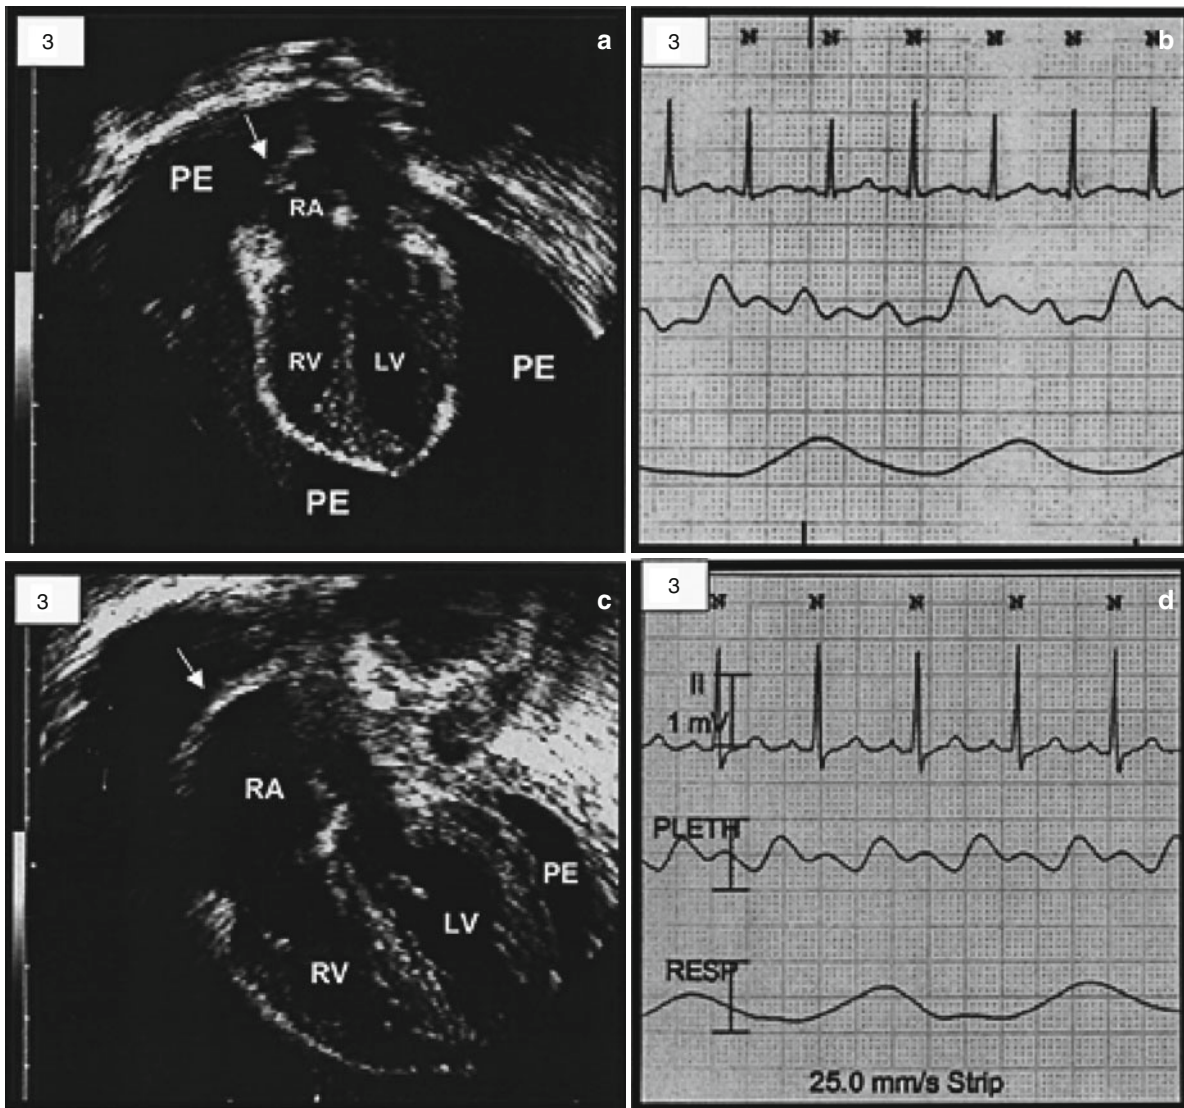 3
a
PE
RA
RV LV
PE
PE
3
b
N N N N N N
3
c
RA
PE
LV
RV
3
d
N N N N N
II
1 mV
PLETH
RESP
25.0 mm/s Strip